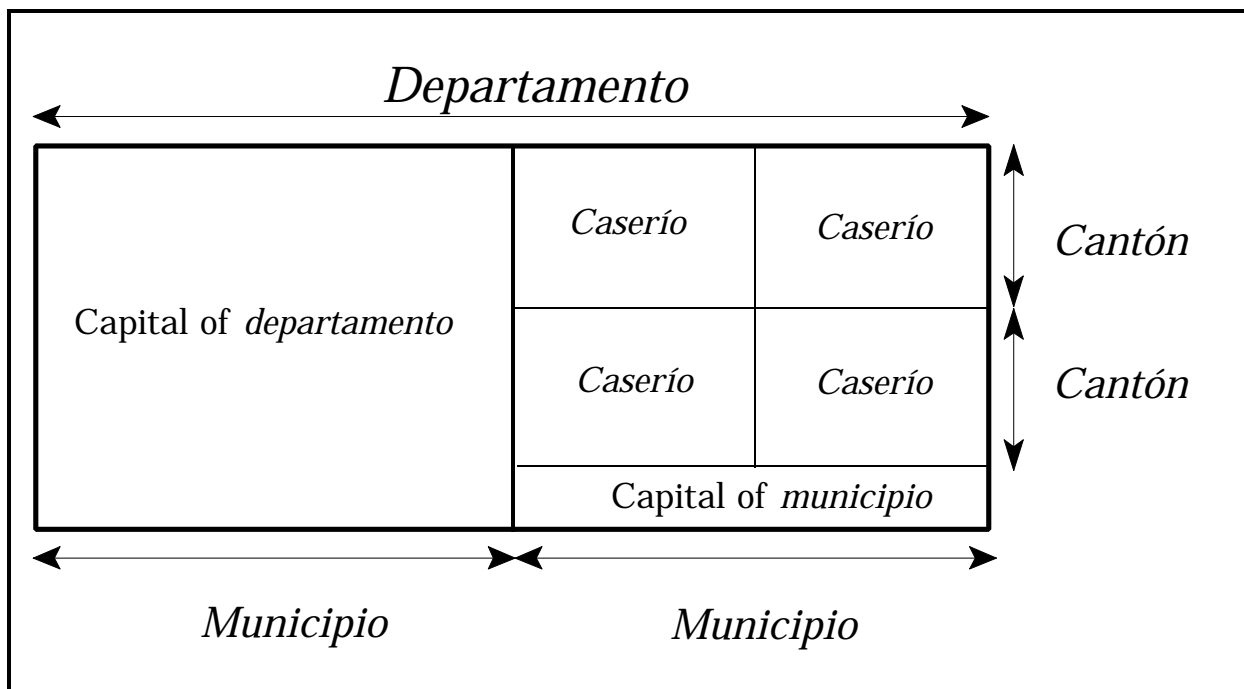 Departamento
Caserío
Caserío
Cantón
Capital of departamento
Caserío
Caserío
Cantón
Capital of municipio
Municipio
Municipio